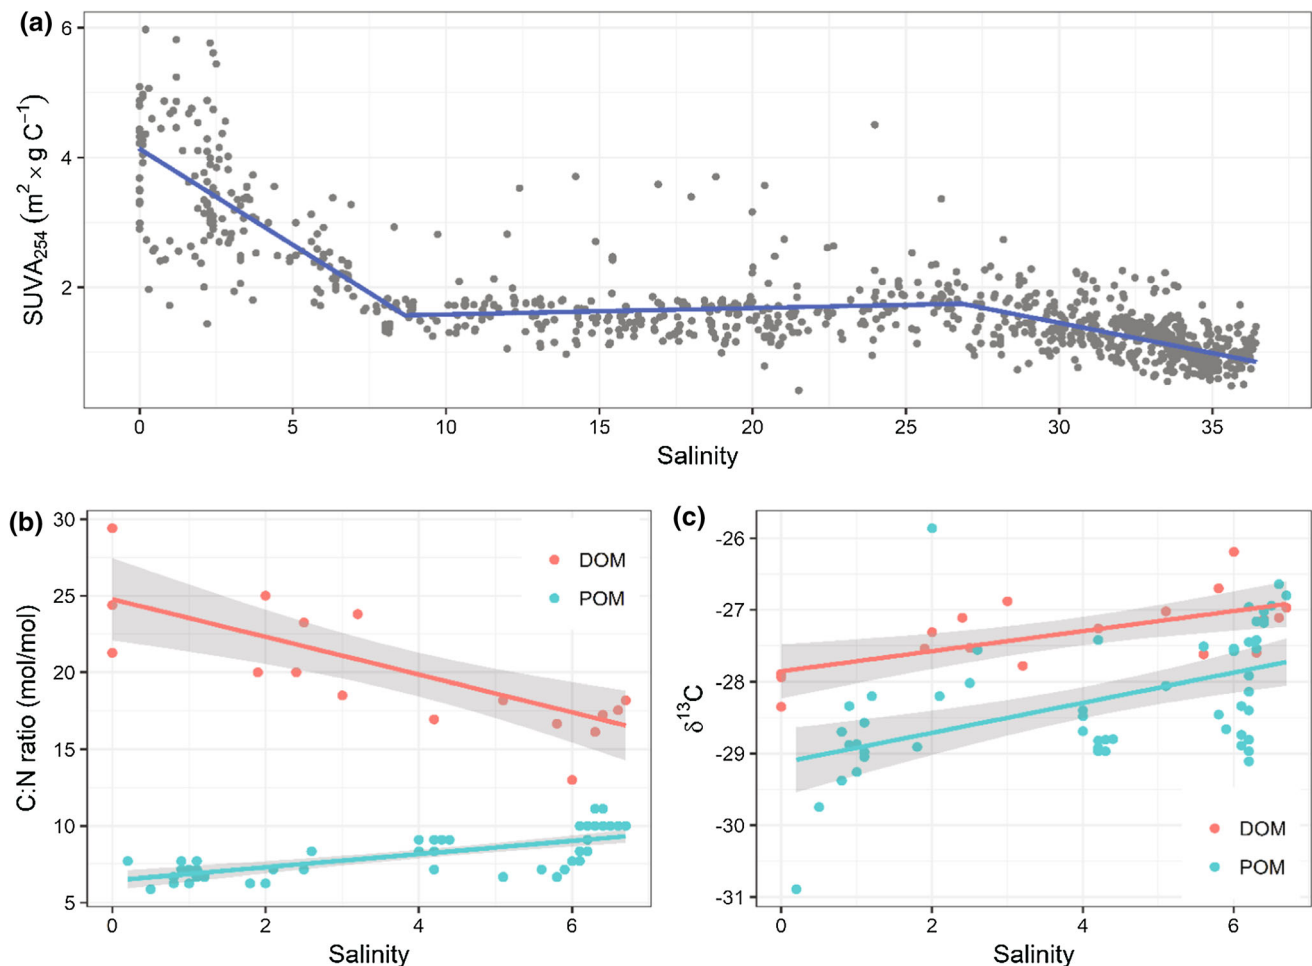 (a)
6
4
2
SUVA₂₅₄ (m² × g C⁻¹)
0 5 10 15 20 25 30 35
Salinity
(b)
30
25
20
15
10
5
C:N ratio (mol/mol)
DOM
POM
0 2 4 6
Salinity
(c)
-26
-27
-28
-29
-30
-31
δ¹³C
DOM
POM
0 2 4 6
Salinity